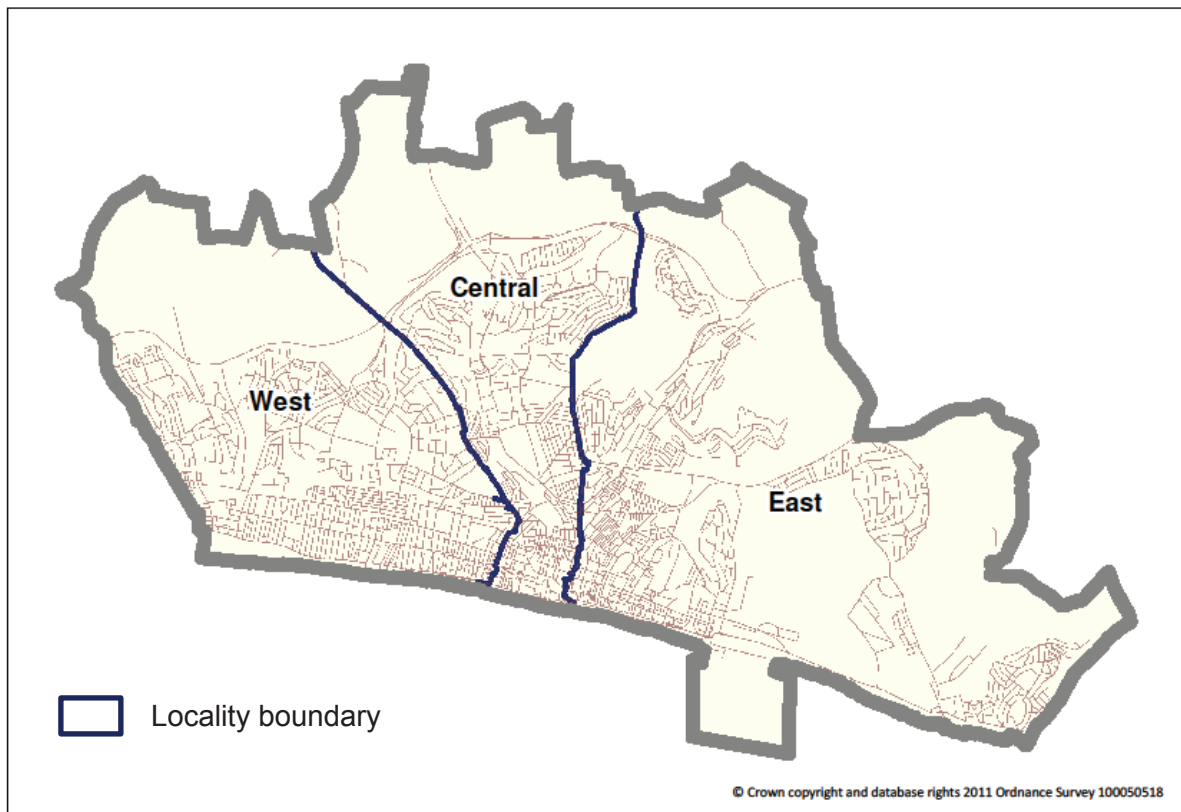 Central
West
East
Locality boundary
© Crown copyright and database rights 2011 Ordnance Survey 100050518